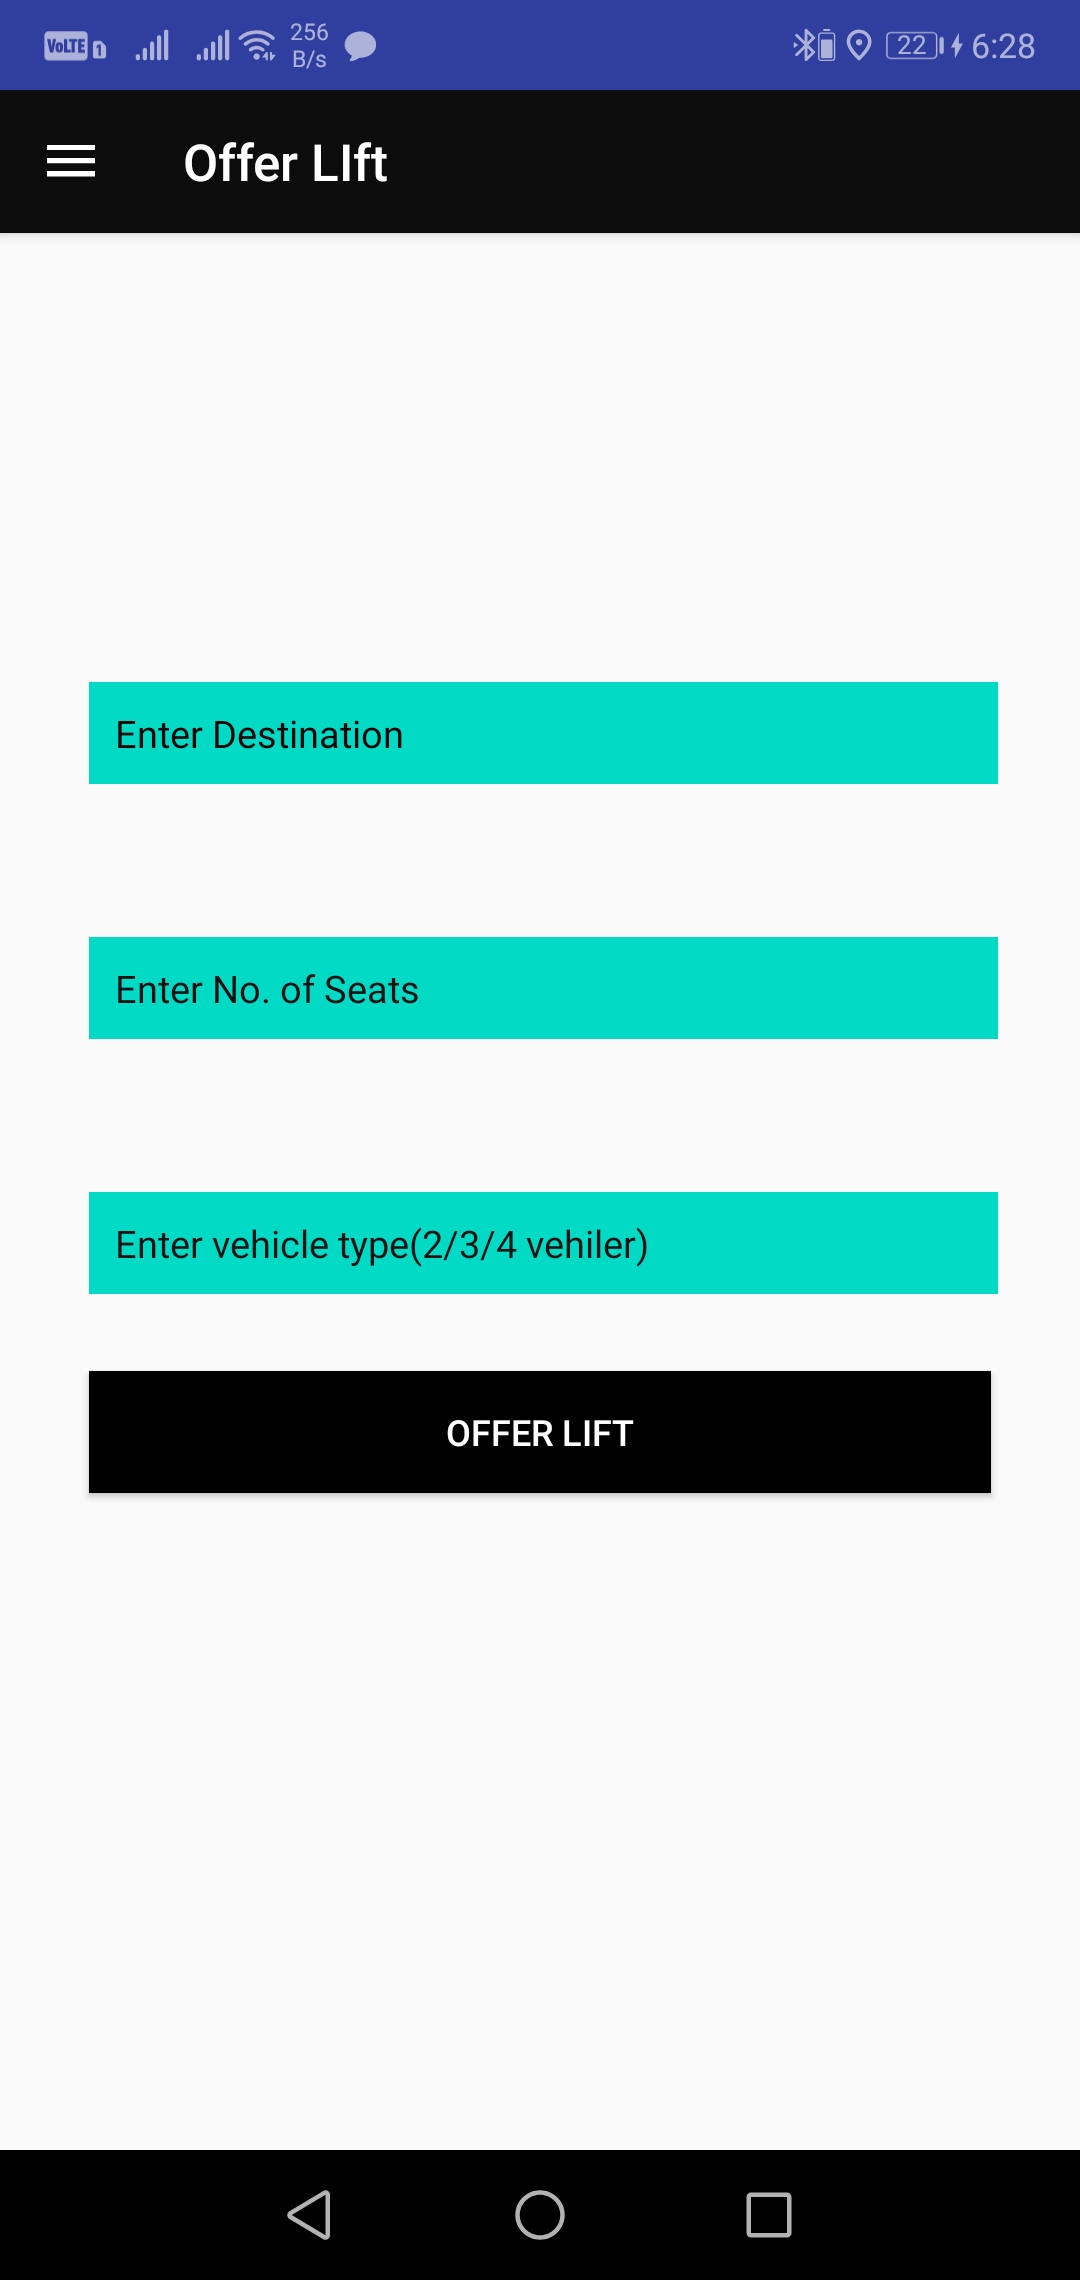 VoLTE 1 256 B/s 22 6:28
Offer LIft
Enter Destination
Enter No. of Seats
Enter vehicle type(2/3/4 vehiler)
OFFER LIFT